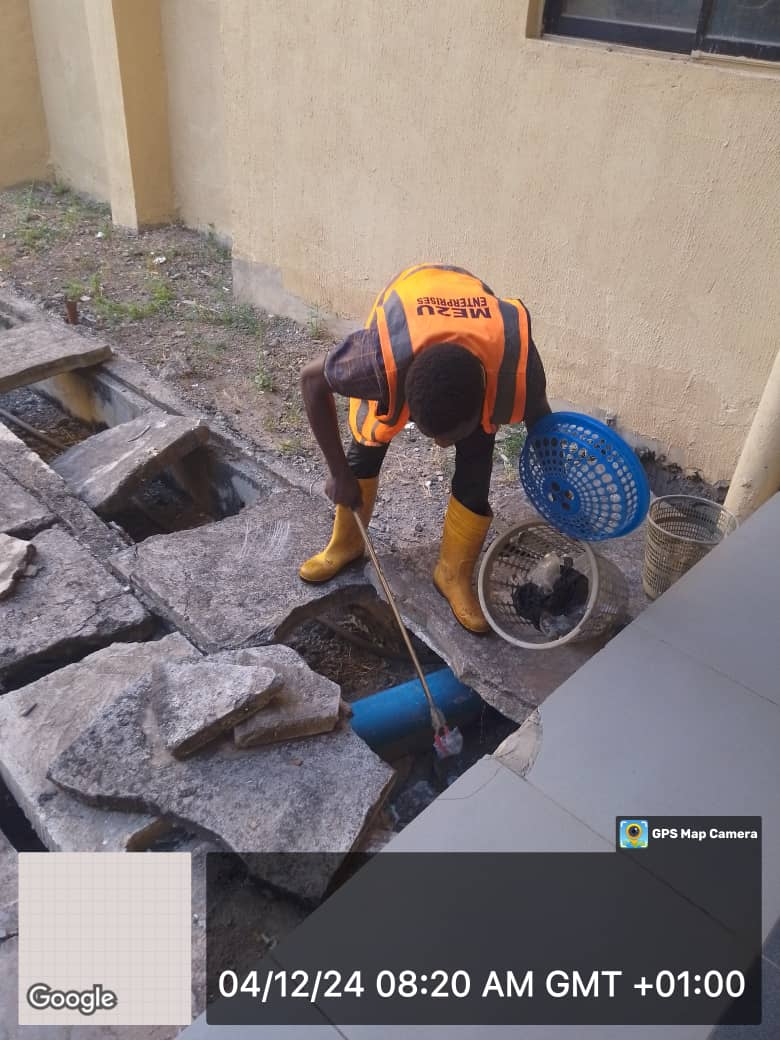 ME2U
ENTERPRISES
GPS Map Camera
Google
04/12/24 08:20 AM GMT +01:00